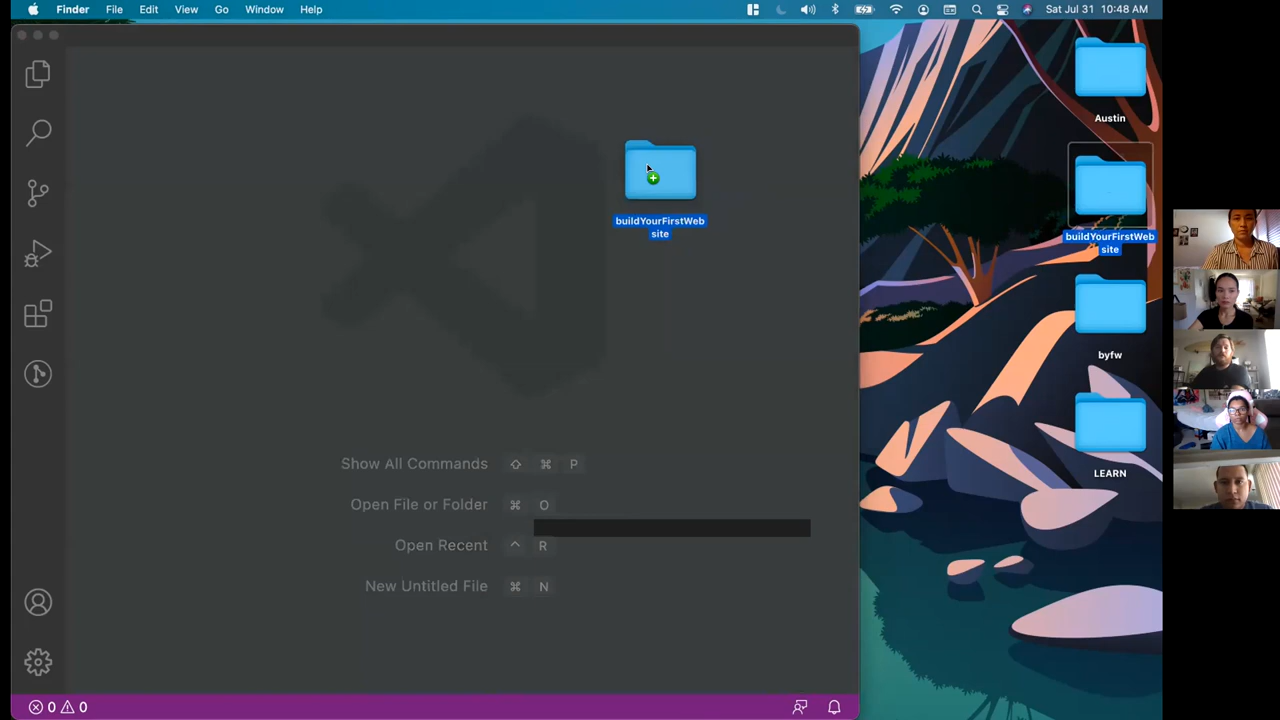 Finder File Edit View Go Window Help Sat Jul 31 10:48 AM
Austin
buildYourFirstWeb
site
buildYourFirstWeb
site
byfw
LEARN
Show All Commands ⇧ ⌘ P
Open File or Folder ⌘ O
Open Recent ^ R
New Untitled File ⌘ N
0 0